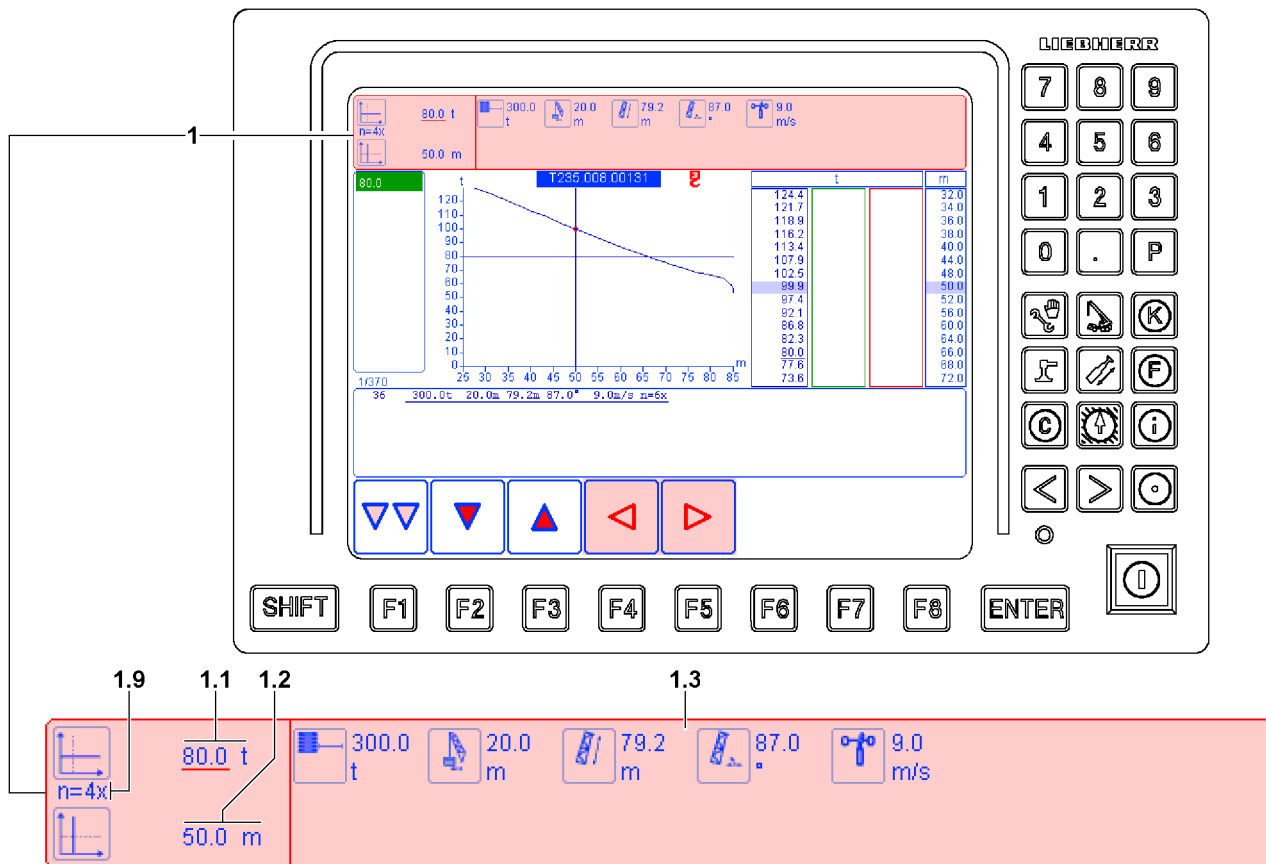 LIEBHERR
7 8 9
4 5 6
1 2 3
0 . P
K
F
C i
< >
1
80.0 t
n=4x
50.0 m
300.0 t
20.0 m
79.2 m
87.0 °
9.0 m/s
80.0
1/370
t
T235 008 00131
120
110
100
90
80
70
60
50
40
30
20
10
0
25 30 35 40 45 50 55 60 65 70 75 80 85
m
t m
124.4 32.0
121.7 34.0
118.9 36.0
116.2 38.0
113.4 40.0
107.9 44.0
102.5 48.0
99.9 50.0
97.4 52.0
92.1 56.0
86.8 60.0
82.3 64.0
80.0 66.0
77.6 68.0
73.6 72.0
36 300.0t 20.0m 79.2m 87.0° 9.0m/s n=6x
SHIFT F1 F2 F3 F4 F5 F6 F7 F8 ENTER
1.9 1.1 1.2 1.3
80.0 t
n=4x
50.0 m
300.0 t
20.0 m
79.2 m
87.0 °
9.0 m/s